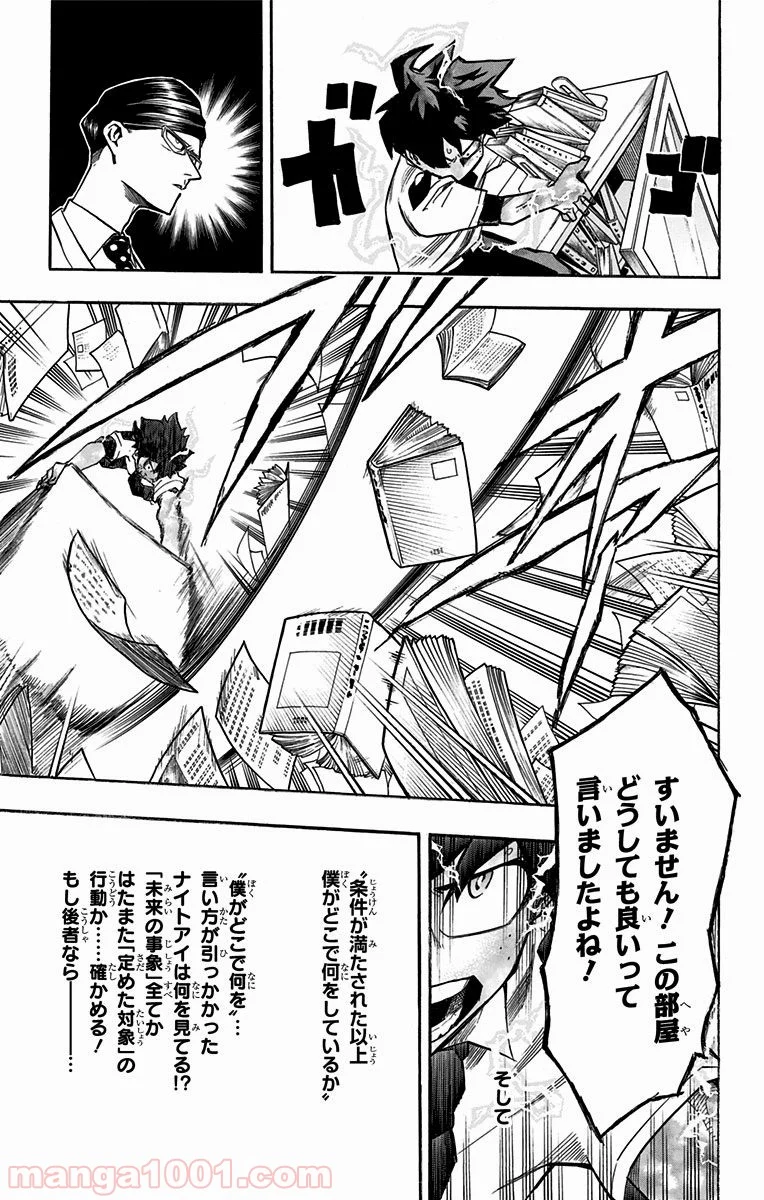 ガ
ゴ
すいません！この部屋
どうしても良いって
言いましたよね！
そして
〝条件が満たされた以上
僕がどこで何をしているか〟
〝僕がどこで何を〟…
言い方が引っかかった
ナイトアイは何を見てる!?
「未来の事象」全てか
はたまた「定めた対象」の
行動か……確かめる！
もし後者なら――…
manga1001.com